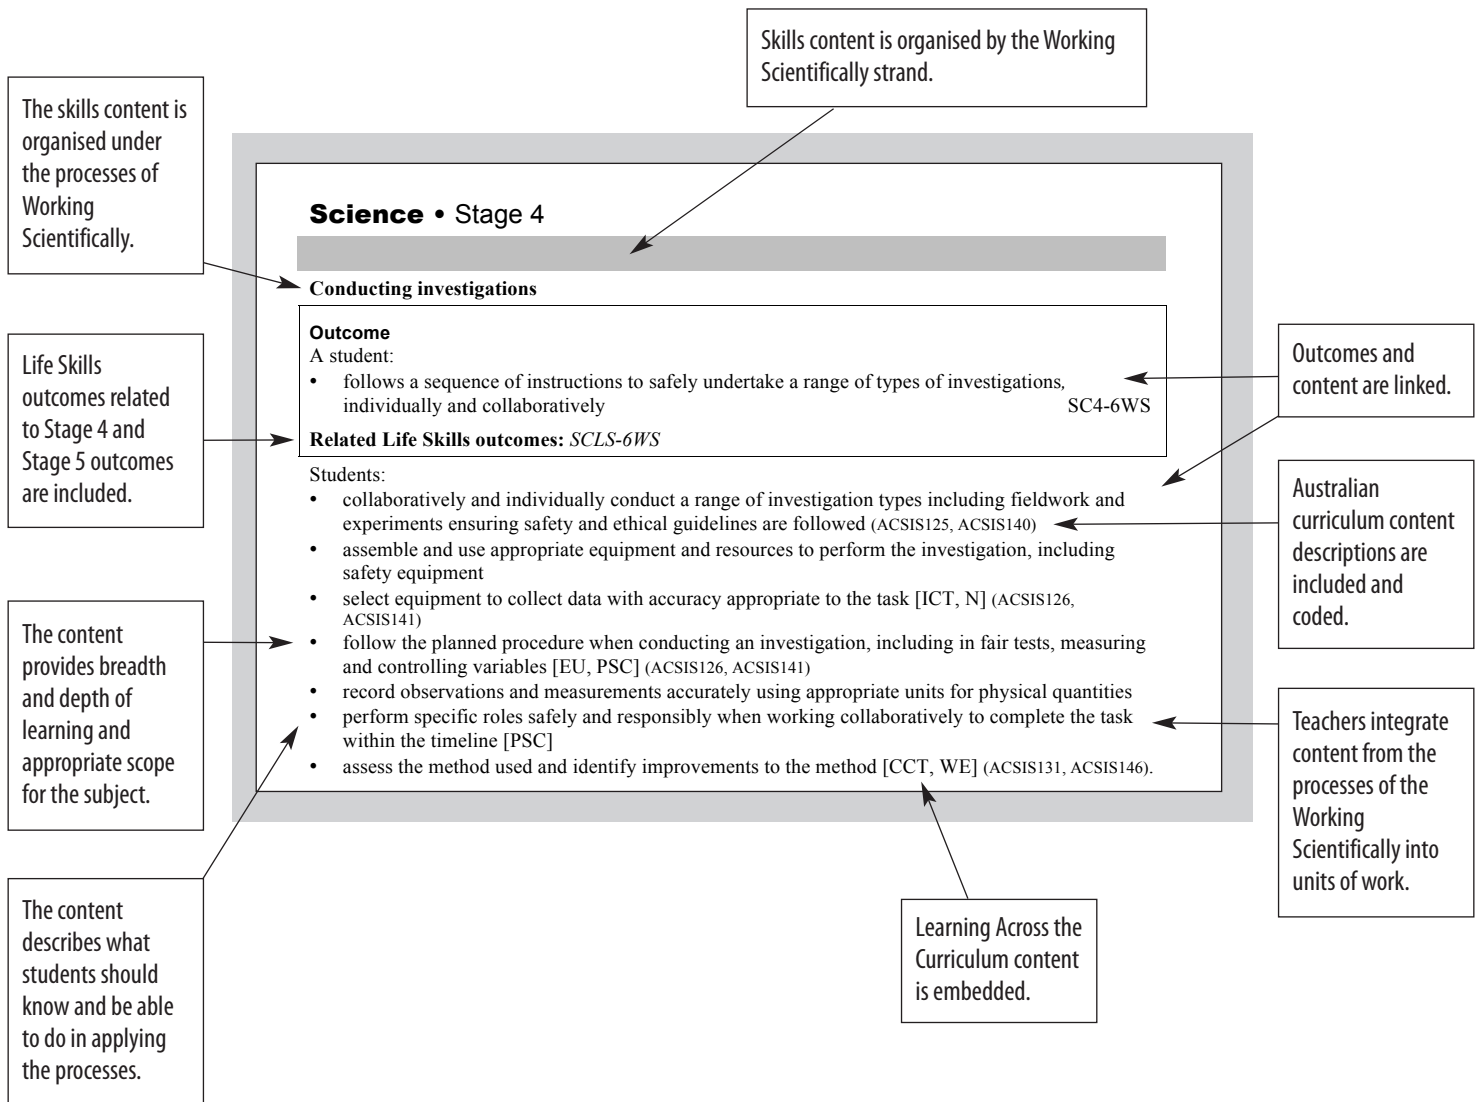 Skills content is organised by the Working
Scientifically strand.
The skills content is
organised under
the processes of
Working
Scientifically.
Life Skills
outcomes related
to Stage 4 and
Stage 5 outcomes
are included.
The content
provides breadth
and depth of
learning and
appropriate scope
for the subject.
The content
describes what
students should
know and be able
to do in applying
the processes.
Science • Stage 4
Conducting investigations
Outcome
A student:
• follows a sequence of instructions to safely undertake a range of types of investigations,
individually and collaboratively SC4-6WS
Related Life Skills outcomes: SCLS-6WS
Students:
• collaboratively and individually conduct a range of investigation types including fieldwork and
experiments ensuring safety and ethical guidelines are followed (ACSIS125, ACSIS140)
• assemble and use appropriate equipment and resources to perform the investigation, including
safety equipment
• select equipment to collect data with accuracy appropriate to the task [ICT, N] (ACSIS126,
ACSIS141)
• follow the planned procedure when conducting an investigation, including in fair tests, measuring
and controlling variables [EU, PSC] (ACSIS126, ACSIS141)
• record observations and measurements accurately using appropriate units for physical quantities
• perform specific roles safely and responsibly when working collaboratively to complete the task
within the timeline [PSC]
• assess the method used and identify improvements to the method [CCT, WE] (ACSIS131, ACSIS146).
Outcomes and
content are linked.
Australian
curriculum content
descriptions are
included and
coded.
Teachers integrate
content from the
processes of the
Working
Scientifically into
units of work.
Learning Across the
Curriculum content
is embedded.